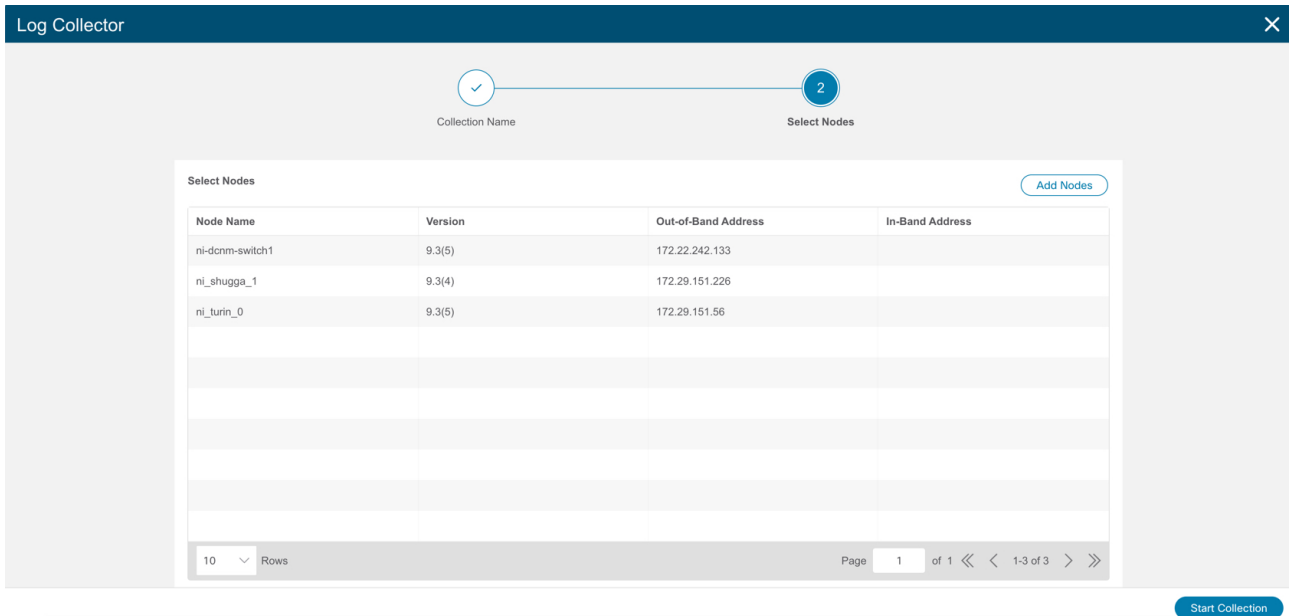 Log Collector
2
Collection Name Select Nodes
Select Nodes Add Nodes
Node Name Version Out-of-Band Address In-Band Address
ni-dcnm-switch1 9.3(5) 172.22.242.133
ni_shugga_1 9.3(4) 172.29.151.226
ni_turin_0 9.3(5) 172.29.151.56
10 Rows Page 1 of 1 1-3 of 3
Start Collection